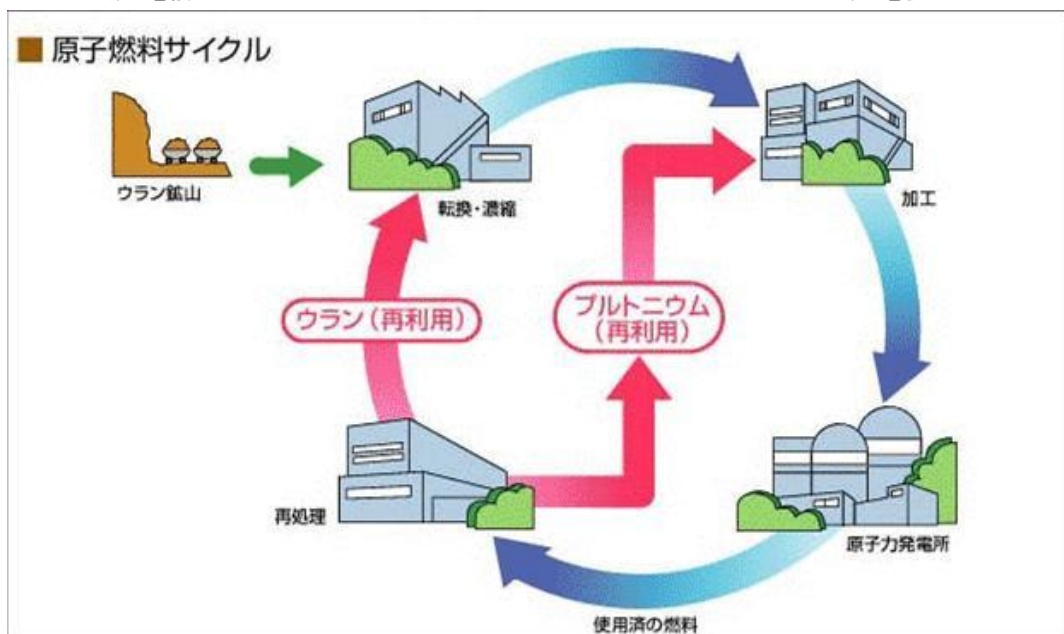 ■ 原子燃料サイクル
ウラン鉱山
転換・濃縮
加工
ウラン(再利用)
プルトニウム
(再利用)
再処理
原子力発電所
使用済の燃料